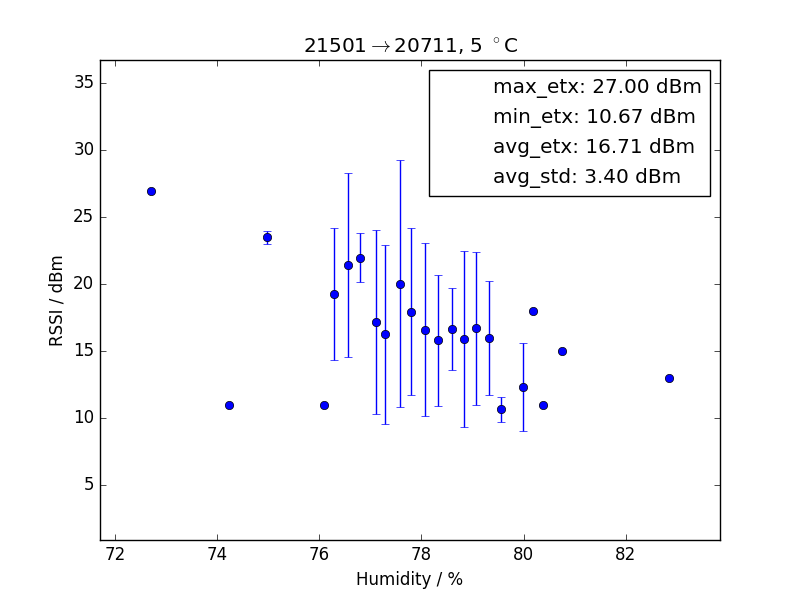 21501→20711, 5 °C
max_etx: 27.00 dBm
min_etx: 10.67 dBm
avg_etx: 16.71 dBm
avg_std: 3.40 dBm
RSSI / dBm
35
30
25
20
15
10
5
72 74 76 78 80 82
Humidity / %